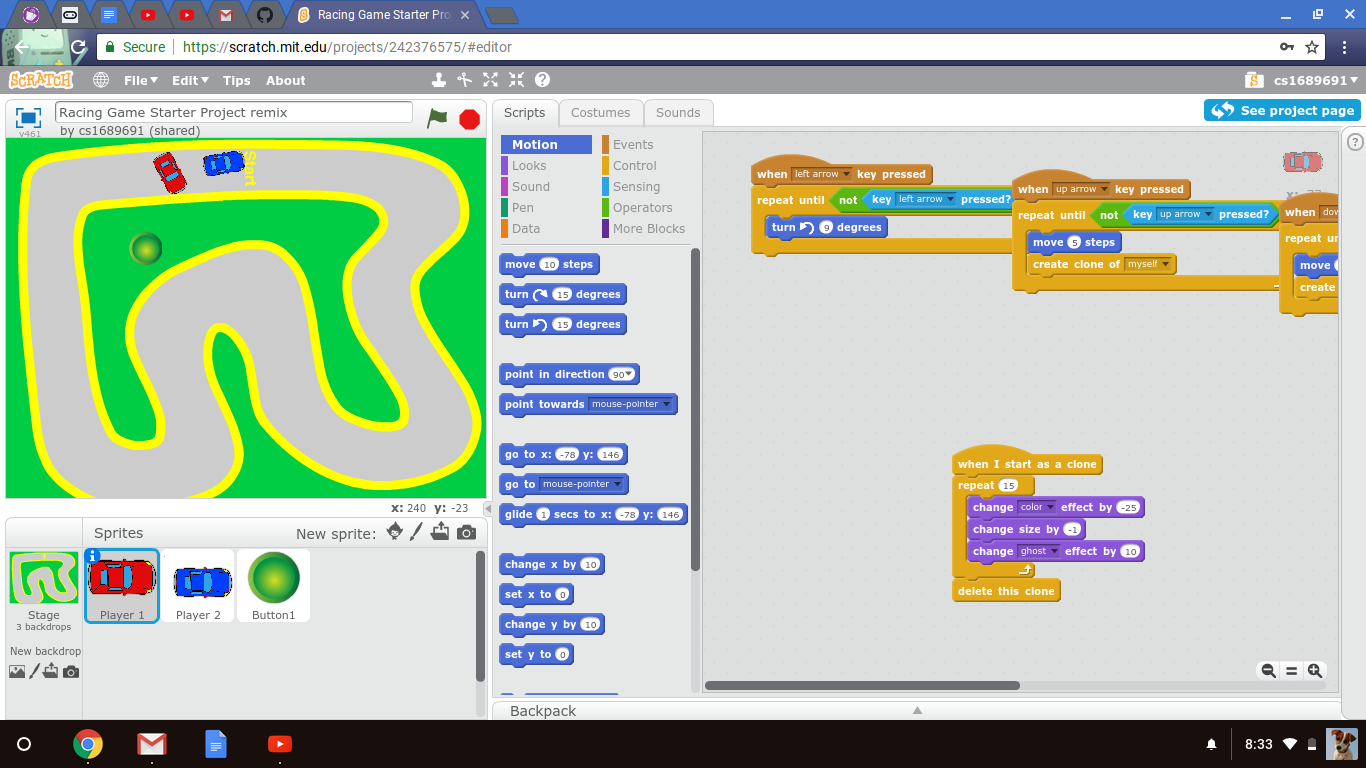 Racing Game Starter Pro
Secure https://scratch.mit.edu/projects/242376575/#editor
SCRATCH File Edit Tips About cs1689691
Racing Game Starter Project remix
by cs1689691 (shared)
v461
Scripts Costumes Sounds
See project page
Start
x: 240 y: -23
Sprites New sprite:
Stage
3 backdrops
New backdrop
Player 1
Player 2
Button1
Motion Events
Looks Control
Sound Sensing
Pen Operators
Data More Blocks
move 10 steps
turn 15 degrees
turn 15 degrees
point in direction 90
point towards mouse-pointer
go to x: -78 y: 146
go to mouse-pointer
glide 1 secs to x: -78 y: 146
change x by 10
set x to 0
change y by 10
set y to 0
when left arrow key pressed
repeat until not key left arrow pressed?
turn 9 degrees
when up arrow key pressed
repeat until not key up arrow pressed?
move 5 steps
create clone of myself
when
repeat
move
create
when I start as a clone
repeat 15
change color effect by -25
change size by -1
change ghost effect by 10
delete this clone
Backpack
8:33